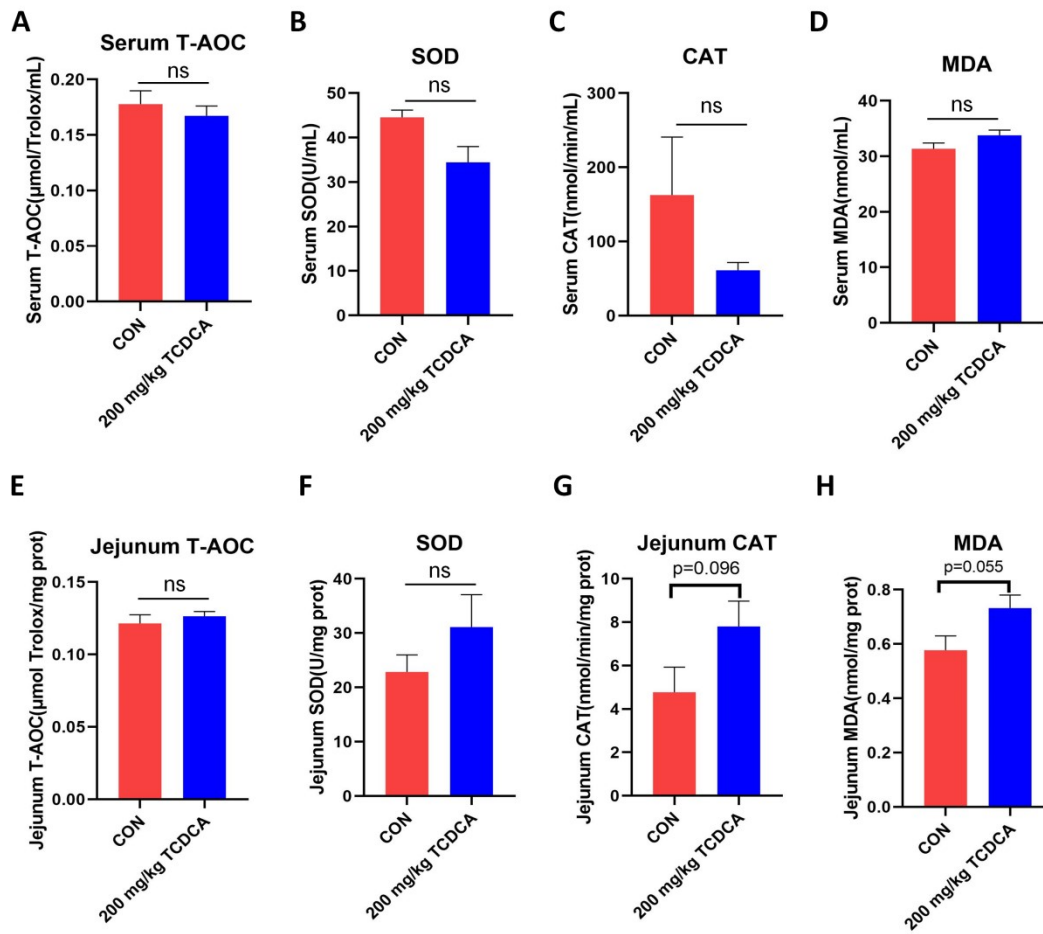 A
Serum T-AOC
ns
Serum T-AOC(μmol/Trolox/mL)
0.20
0.15
0.10
0.05
0.00
CON
200 mg/kg TCDCA
B
SOD
ns
Serum SOD(U/mL)
50
40
30
20
10
0
CON
200 mg/kg TCDCA
C
CAT
ns
Serum CAT(nmol/min/mL)
300
225
150
75
0
CON
200 mg/kg TCDCA
D
MDA
ns
Serum MDA(nmol/mL)
40
30
20
10
0
CON
200 mg/kg TCDCA
E
Jejunum T-AOC
ns
Jejunum T-AOC(μmol Trolox/mg prot)
0.15
0.10
0.05
0.00
CON
200 mg/kg TCDCA
F
SOD
ns
Jejunum SOD(U/mg prot)
40
30
20
10
0
CON
200 mg/kg TCDCA
G
Jejunum CAT
p=0.096
Jejunum CAT(nmol/min/mg prot)
10
8
6
4
2
0
CON
200 mg/kg TCDCA
H
MDA
p=0.055
Jejunum MDA(nmol/mg prot)
0.8
0.6
0.4
0.2
0.0
CON
200 mg/kg TCDCA